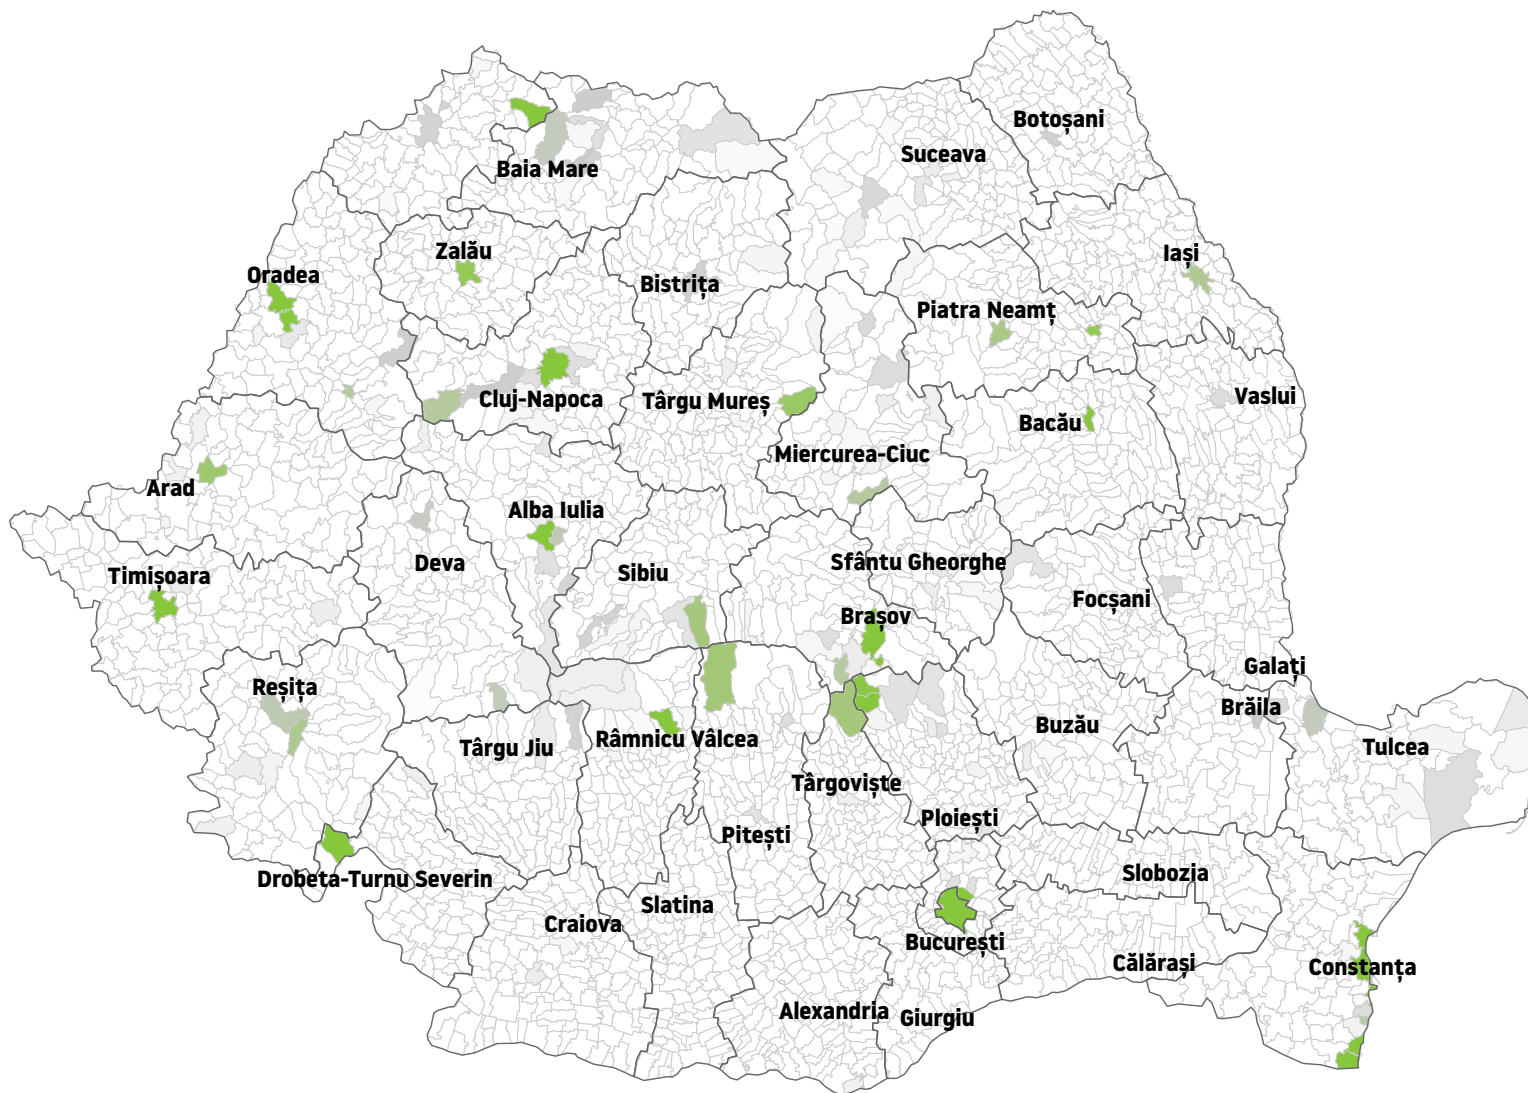 Botoșani
Suceava
Baia Mare
Zalău
Iași
Oradea
Bistrița
Piatra Neamț
Cluj-Napoca
Târgu Mureș
Vaslui
Bacău
Miercurea-Ciuc
Arad
Alba Iulia
Deva
Sibiu
Sfântu Gheorghe
Timișoara
Focșani
Brașov
Galați
Reșița
Brăila
Buzău
Târgu Jiu
Râmnicu Vâlcea
Tulcea
Târgoviște
Ploiești
Pitești
Slobozia
Drobeta-Turnu Severin
Slatina
Craiova
București
Călărași
Constanța
Alexandria
Giurgiu